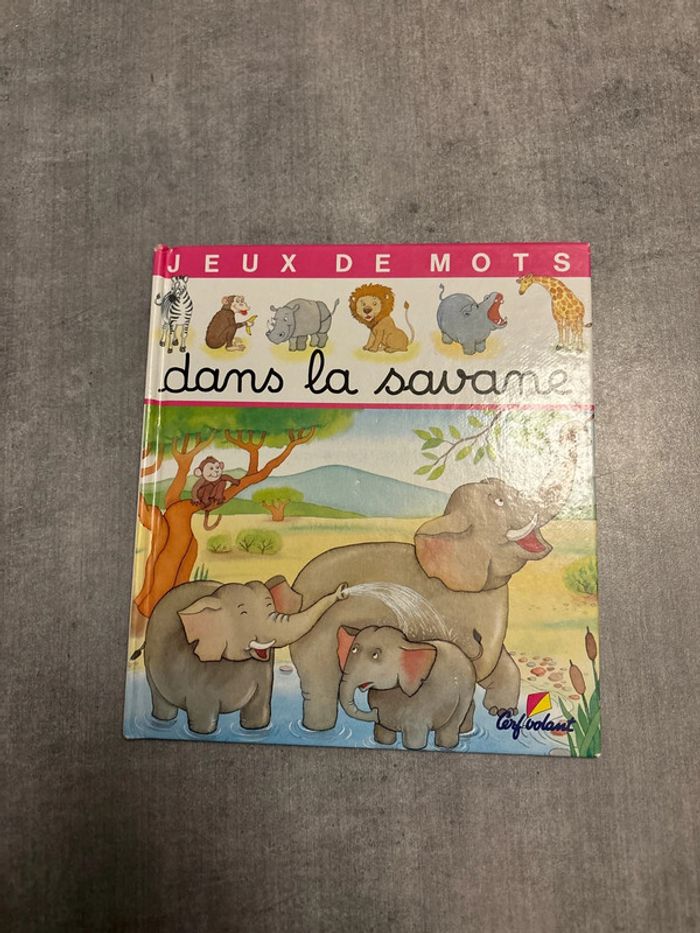 JEUX DE MOTS
dans la savane
Cerf volant